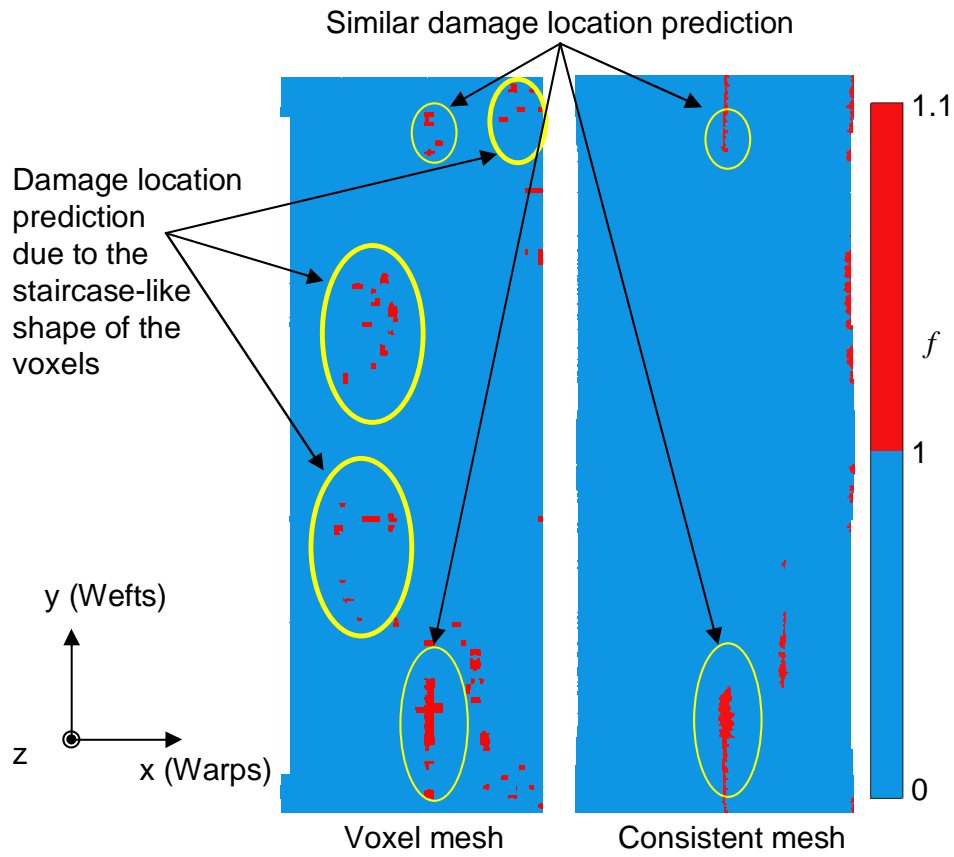 Similar damage location prediction
Damage location
prediction
due to the
staircase-like
shape of the
voxels
1.1
f
1
0
y (Wefts)
z
x (Warps)
Voxel mesh
Consistent mesh